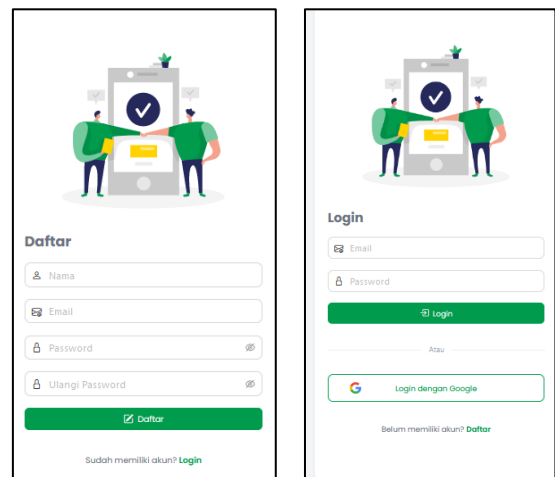 Daftar
Nama
Email
Password
Ulangi Password
Daftar
Sudah memiliki akun? Login
Login
Email
Password
Login
Atau
Login dengan Google
Belum memiliki akun? Daftar